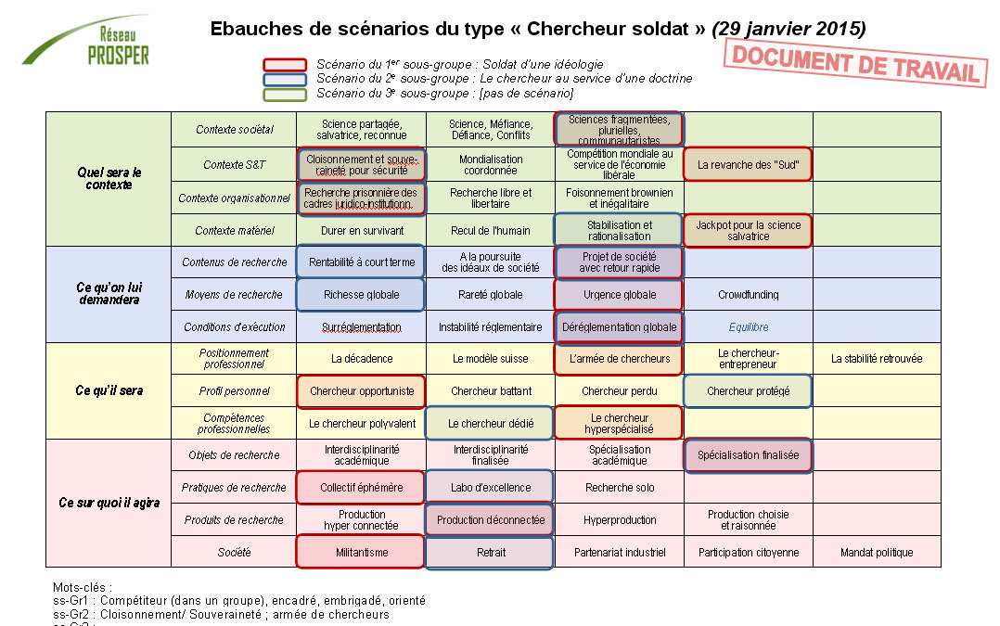 Réseau
PROSPER
Ebauches de scénarios du type « Chercheur soldat » (29 janvier 2015)
DOCUMENT DE TRAVAIL
Scénario du 1er sous-groupe : Soldat d'une idéologie
Scénario du 2e sous-groupe : Le chercheur au service d'une doctrine
Scénario du 3e sous-groupe : [pas de scénario]
Quel sera le
contexte
Contexte sociétal
Science partagée,
salvatrice, reconnue
Science, Méfiance,
Défiance, Conflits
Sciences fragmentées,
plurielles,
communautaristes
Contexte S&T
Cloisonnement et souve-
raineté pour sécurité
Mondialisation
coordonnée
Compétition mondiale au
service de l'économie
libérale
La revanche des "Sud"
Contexte organisationnel
Recherche prisonnière des
cadres juridico-institutionn.
Recherche libre et
libertaire
Foisonnement brownien
et inégalitaire
Contexte matériel
Durer en survivant
Recul de l'humain
Stabilisation et
rationalisation
Jackpot pour la science
salvatrice
Ce qu'on lui
demandera
Contenus de recherche
Rentabilité à court terme
A la poursuite
des idéaux de société
Projet de société
avec retour rapide
Moyens de recherche
Richesse globale
Rareté globale
Urgence globale
Crowdfunding
Conditions d'exécution
Surréglementation
Instabilité réglementaire
Déréglementation globale
Equilibre
Ce qu'il sera
Positionnement
professionnel
La décadence
Le modèle suisse
L'armée de chercheurs
Le chercheur-
entrepreneur
La stabilité retrouvée
Profil personnel
Chercheur opportuniste
Chercheur battant
Chercheur perdu
Chercheur protégé
Compétences
professionnelles
Le chercheur polyvalent
Le chercheur dédié
Le chercheur
hyperspécialisé
Ce sur quoi il agira
Objets de recherche
Interdisciplinarité
académique
Interdisciplinarité
finalisée
Spécialisation
académique
Spécialisation finalisée
Pratiques de recherche
Collectif éphémère
Labo d'excellence
Recherche solo
Produits de recherche
Production
hyper connectée
Production déconnectée
Hyperproduction
Production choisie
et raisonnée
Société
Militantisme
Retrait
Partenariat industriel
Participation citoyenne
Mandat politique
Mots-clés :
ss-Gr1 : Compétiteur (dans un groupe), encadré, embrigadé, orienté
ss-Gr2 : Cloisonnement/ Souveraineté ; armée de chercheurs